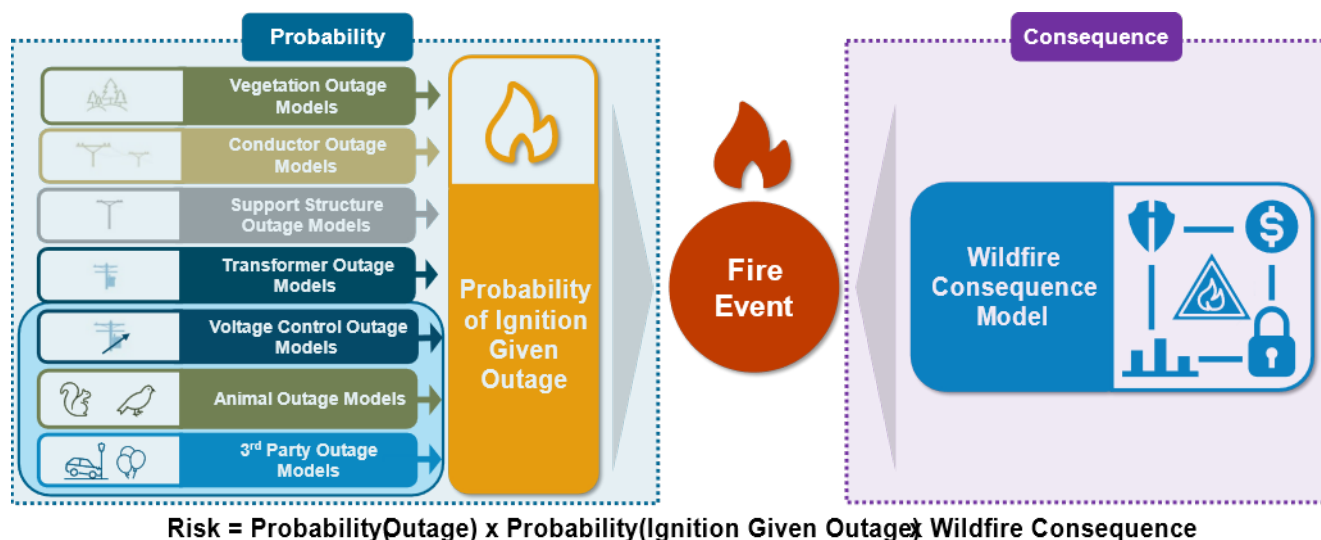 Probability
Vegetation Outage
Models
Conductor Outage
Models
Support Structure
Outage Models
Transformer Outage
Models
Voltage Control Outage
Models
Animal Outage Models
3rd Party Outage
Models
Probability
of Ignition
Given
Outage
Fire
Event
Consequence
Wildfire
Consequence
Model
$
Risk = Probability(Outage) x Probability(Ignition Given Outage) x Wildfire Consequence